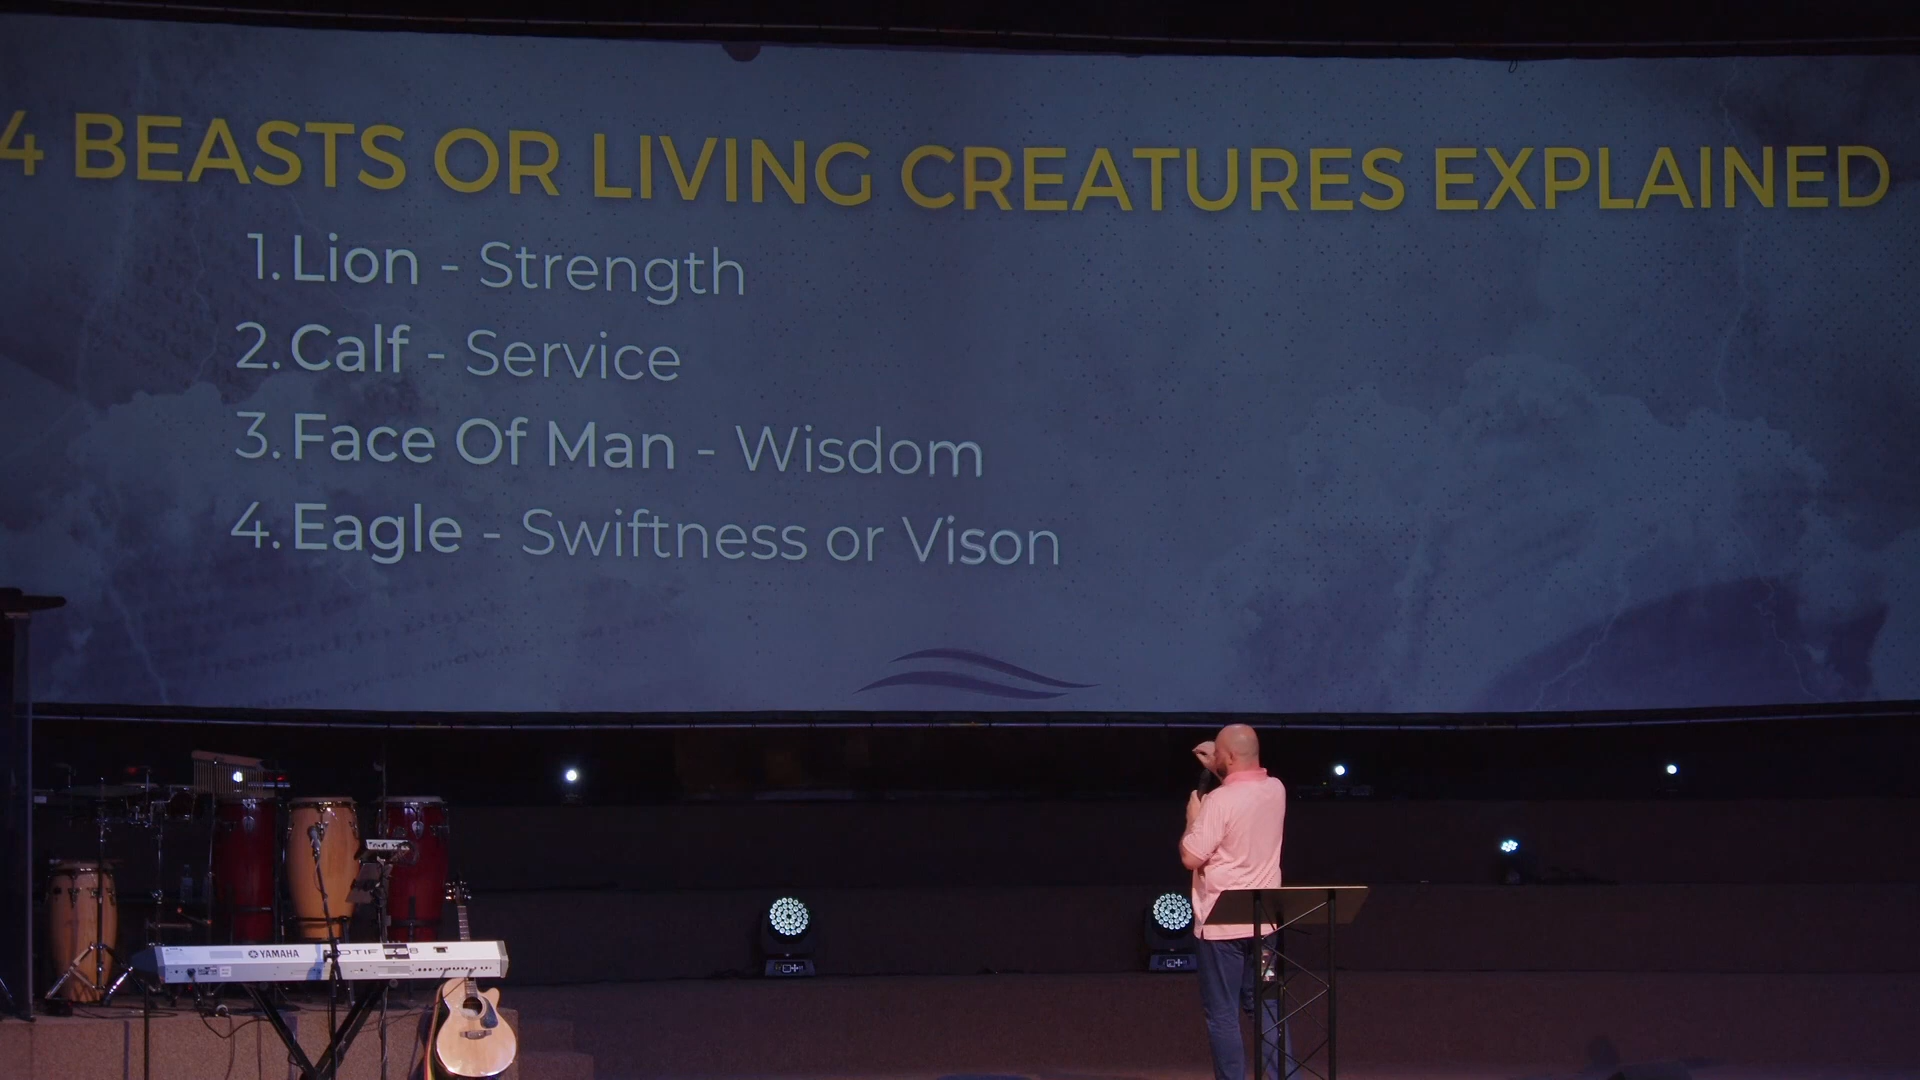 4 BEASTS OR LIVING CREATURES EXPLAINED
1. Lion - Strength
2. Calf - Service
3. Face Of Man - Wisdom
4. Eagle - Swiftness or Vison
YAMAHA